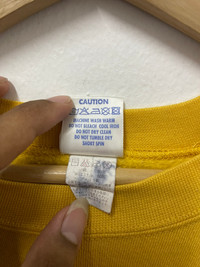 CAUTION
MACHINE WASH WARM
DO NOT BLEACH COOL IRON
DO NOT DRY CLEAN
DO NOT TUMBLE DRY
SHORT SPIN